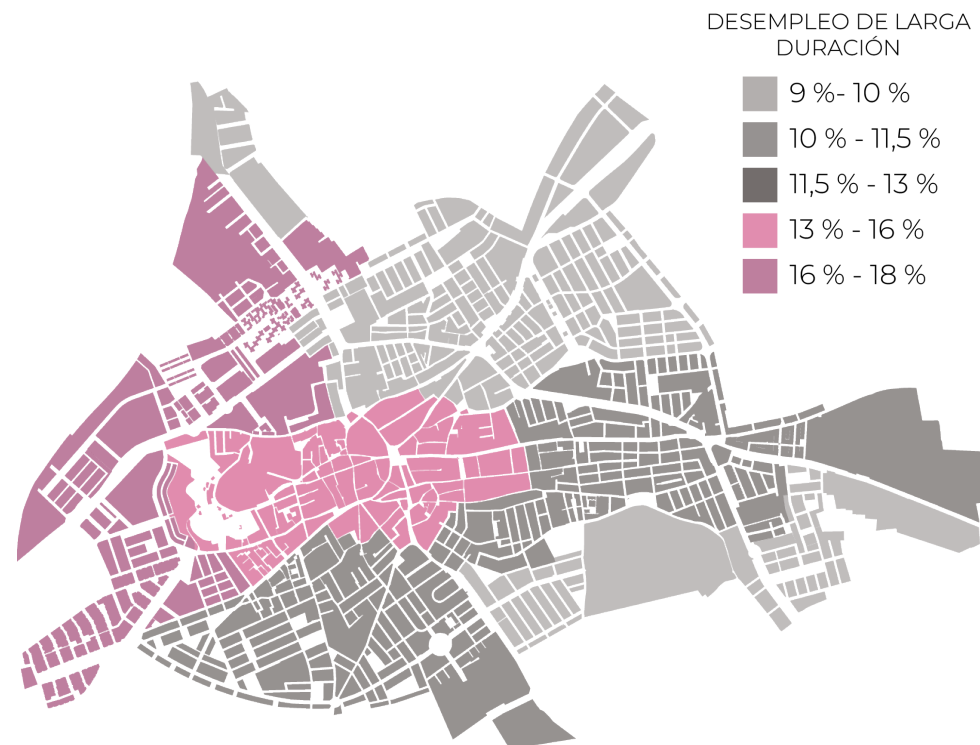 DESEMPLEO DE LARGA
DURACIÓN
9 %- 10 %
10 % - 11,5 %
11,5 % - 13 %
13 % - 16 %
16 % - 18 %